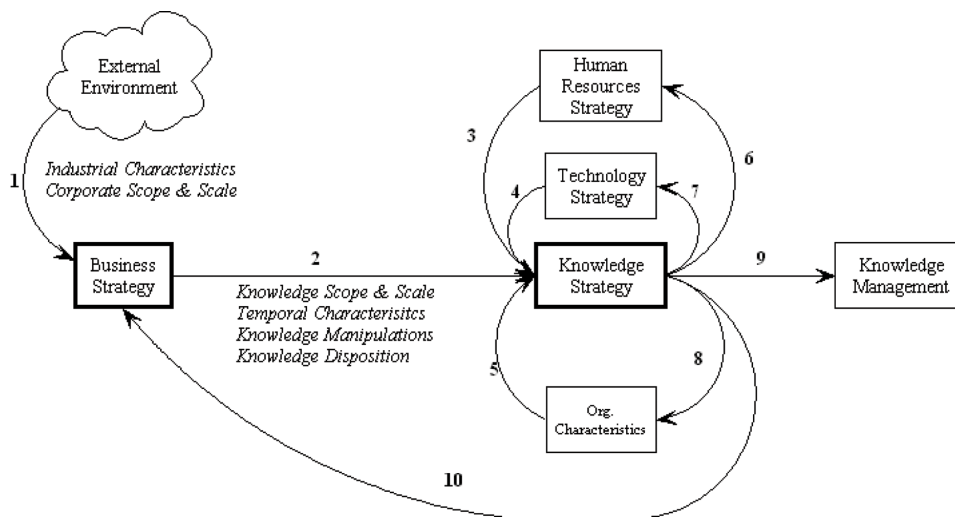 External
Environment
Human
Resources
Strategy
3
6
1
Industrial Characteristics
Corporate Scope & Scale
Technology
Strategy
4
7
Business
Strategy
2
Knowledge Scope & Scale
Temporal Characterisitcs
Knowledge Manipulations
Knowledge Disposition
Knowledge
Strategy
9
Knowledge
Management
5
8
Org.
Characteristics
10